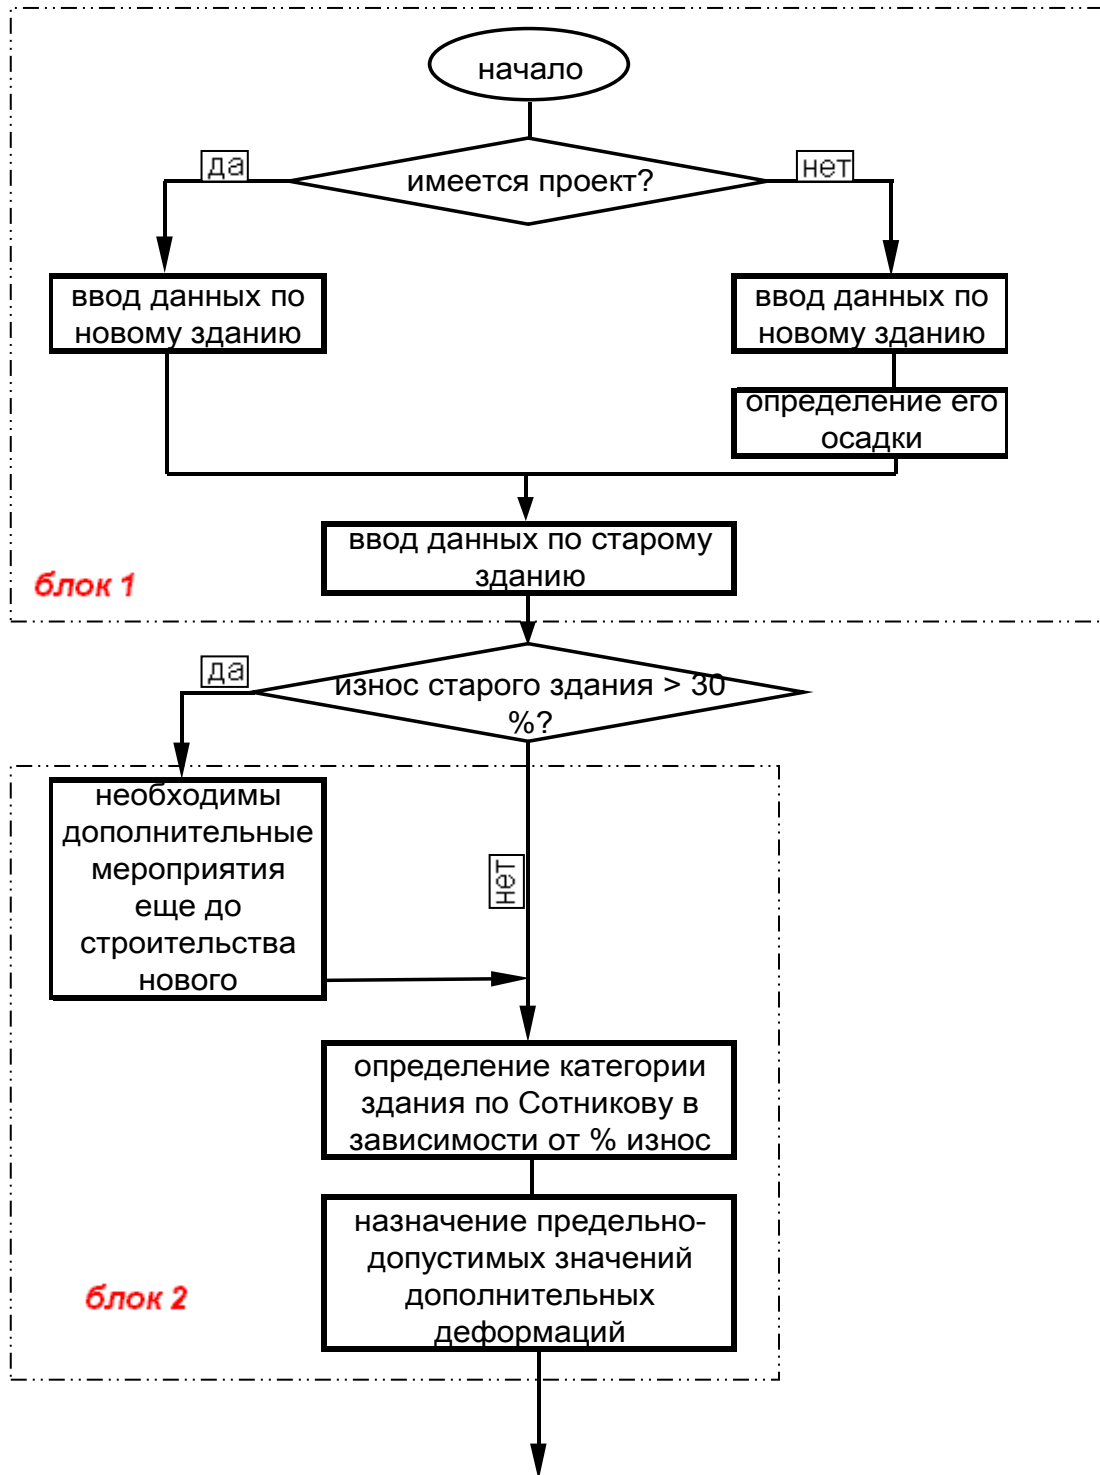 начало
да
имеется проект?
нет
ввод данных по
новому зданию
ввод данных по
новому зданию
определение его
осадки
ввод данных по старому
зданию
блок 1
да
износ старого здания > 30
%?
необходимы
дополнительные
мероприятия
еще до
строительства
нового
нет
определение категории
здания по Сотникову в
зависимости от % износ
назначение предельно-
допустимых значений
дополнительных
деформаций
блок 2